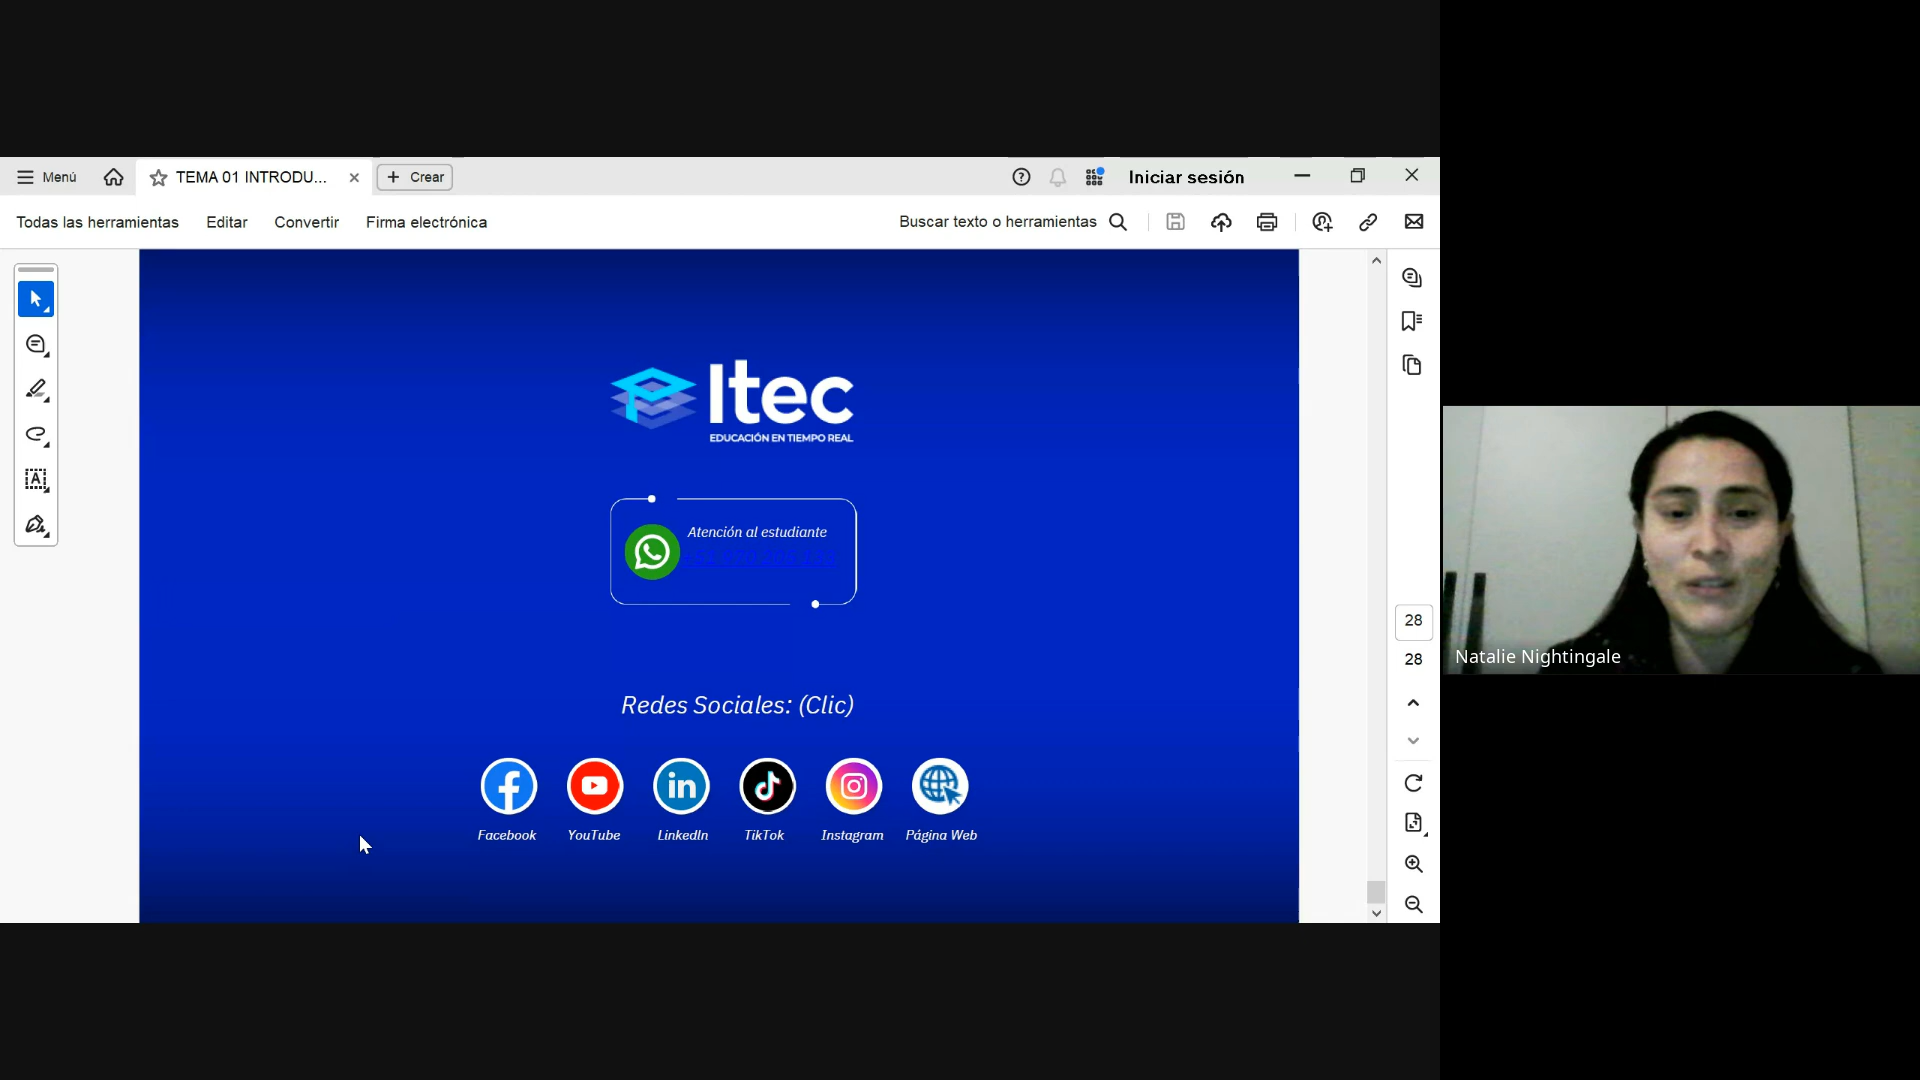 Menú
TEMA 01 INTRODU...
Crear
Iniciar sesión
Todas las herramientas
Editar
Convertir
Firma electrónica
Buscar texto o herramientas
Itec
EDUCACIÓN EN TIEMPO REAL
Atención al estudiante
Redes Sociales: (Clic)
Facebook
YouTube
LinkedIn
TikTok
Instagram
Página Web
28
28
Natalie Nightingale